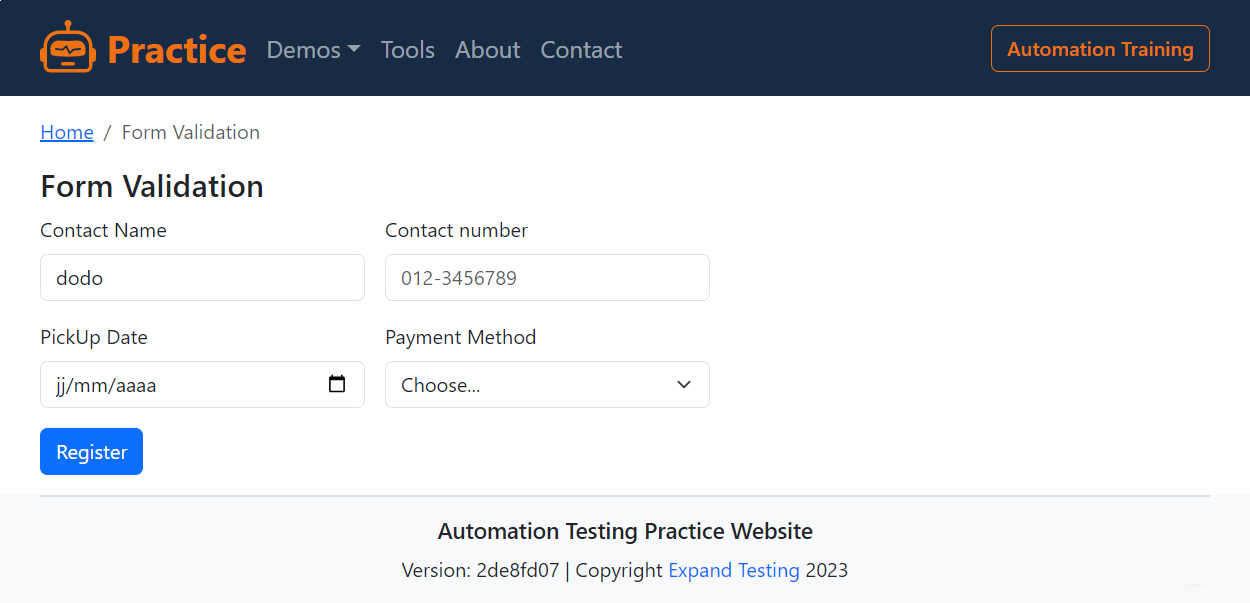 Practice Demos Tools About Contact Automation Training
Home / Form Validation
Form Validation
Contact Name Contact number
dodo 012-3456789
PickUp Date Payment Method
jj/mm/aaaa Choose...
Register
Automation Testing Practice Website
Version: 2de8fd07 | Copyright Expand Testing 2023